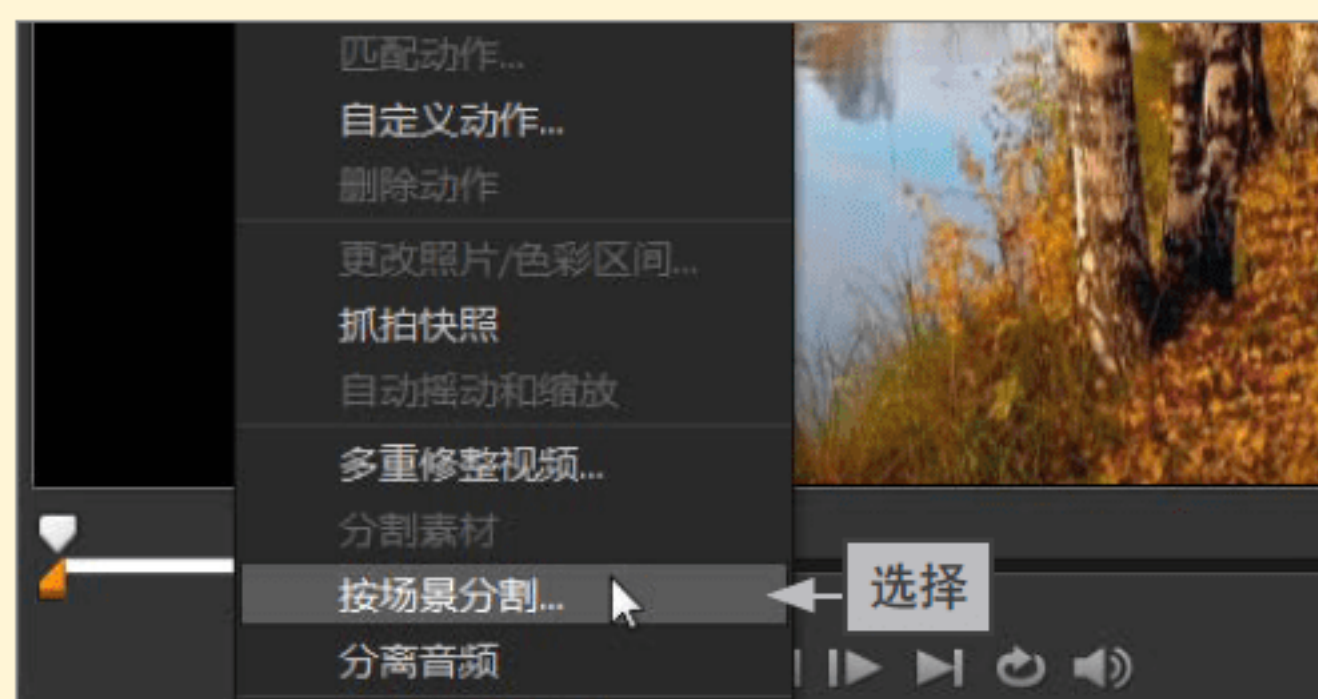 匹配动作...
自定义动作...
删除动作
更改照片/色彩区间...
抓拍快照
自动摇动和缩放
多重修整视频...
分割素材
按场景分割...
选择
分离音频